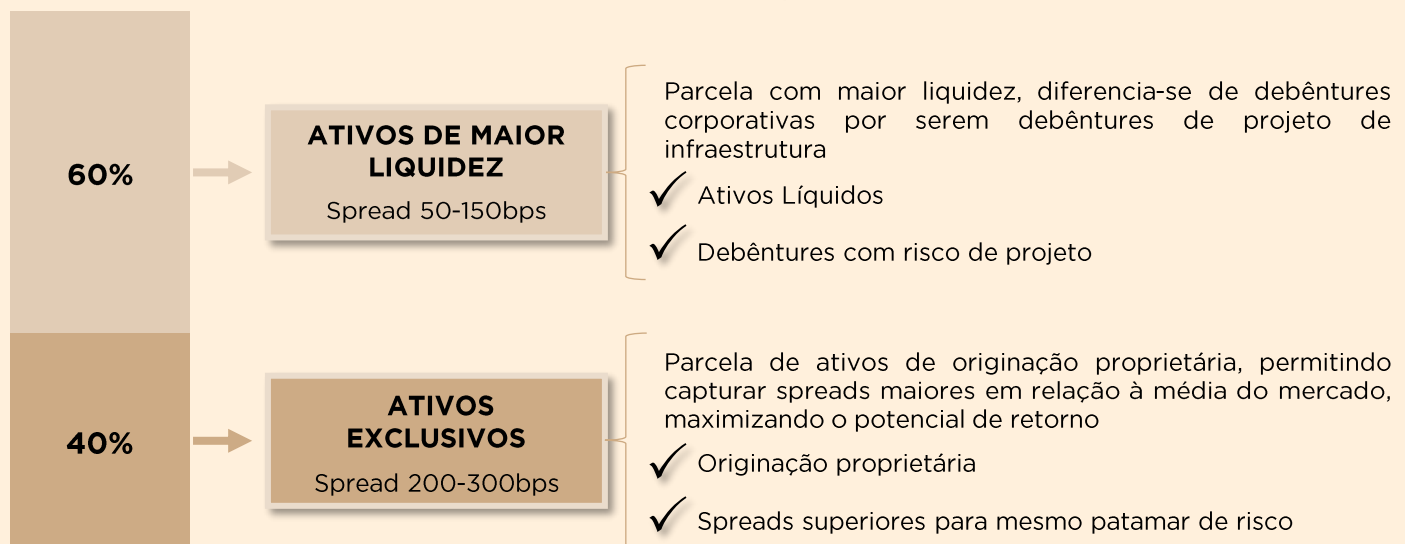 60%
ATIVOS DE MAIOR
LIQUIDEZ
Spread 50-150bps
Parcela com maior liquidez, diferencia-se de debêntures
corporativas por serem debêntures de projeto de
infraestrutura
Ativos Líquidos
Debêntures com risco de projeto
40%
ATIVOS
EXCLUSIVOS
Spread 200-300bps
Parcela de ativos de originação proprietária, permitindo
capturar spreads maiores em relação à média do mercado,
maximizando o potencial de retorno
Originação proprietária
Spreads superiores para mesmo patamar de risco